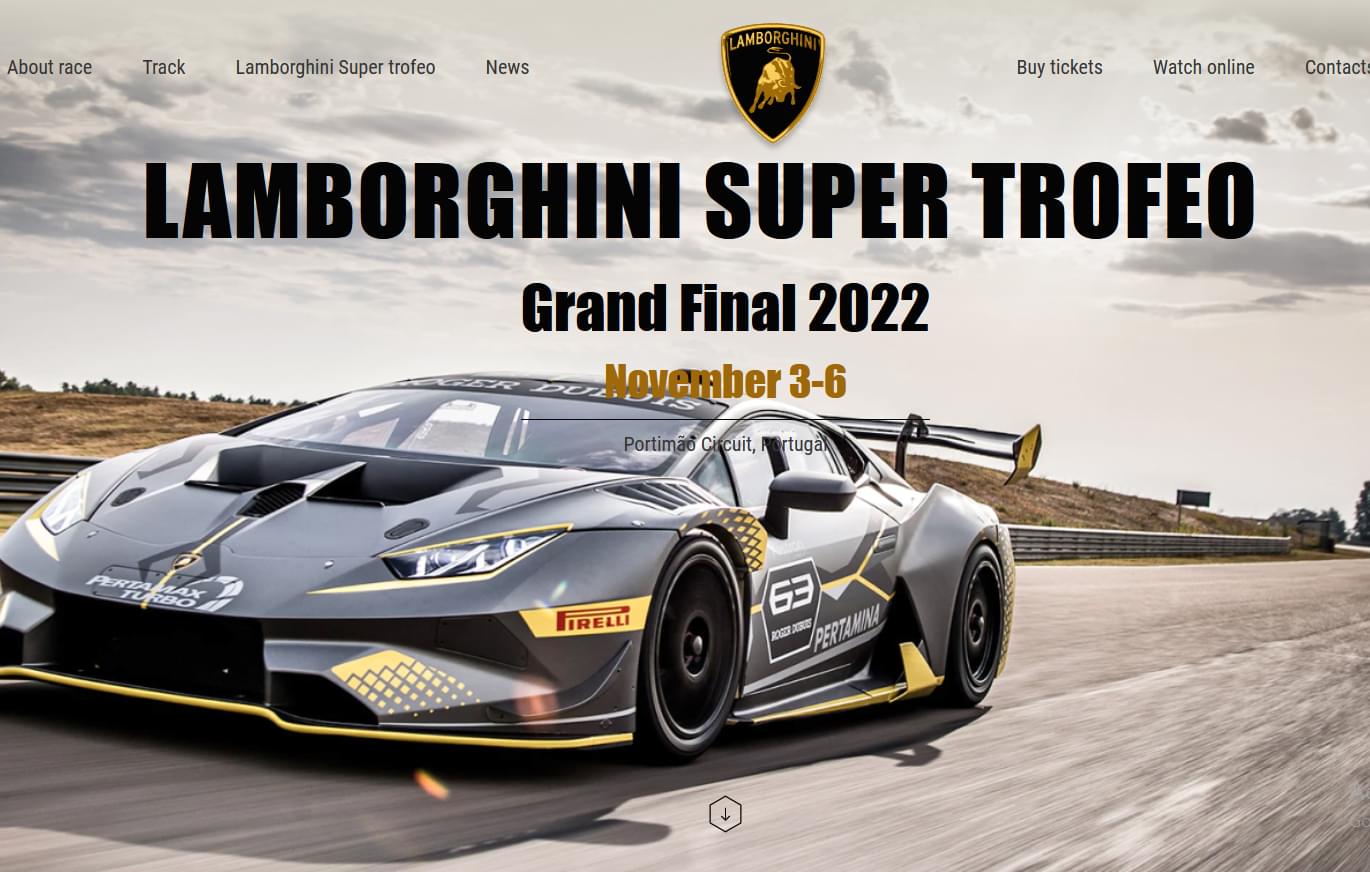 About race
Track
Lamborghini Super trofeo
News
LAMBORGHINI
Buy tickets
Watch online
Contacts
LAMBORGHINI SUPER TROFEO
Grand Final 2022
November 3-6
Portimão Circuit, Portugal
ROGER DUBUIS
PERTAMAX
TURBO
PIRELLI
63
ROGER DUBUIS
PERTAMINA